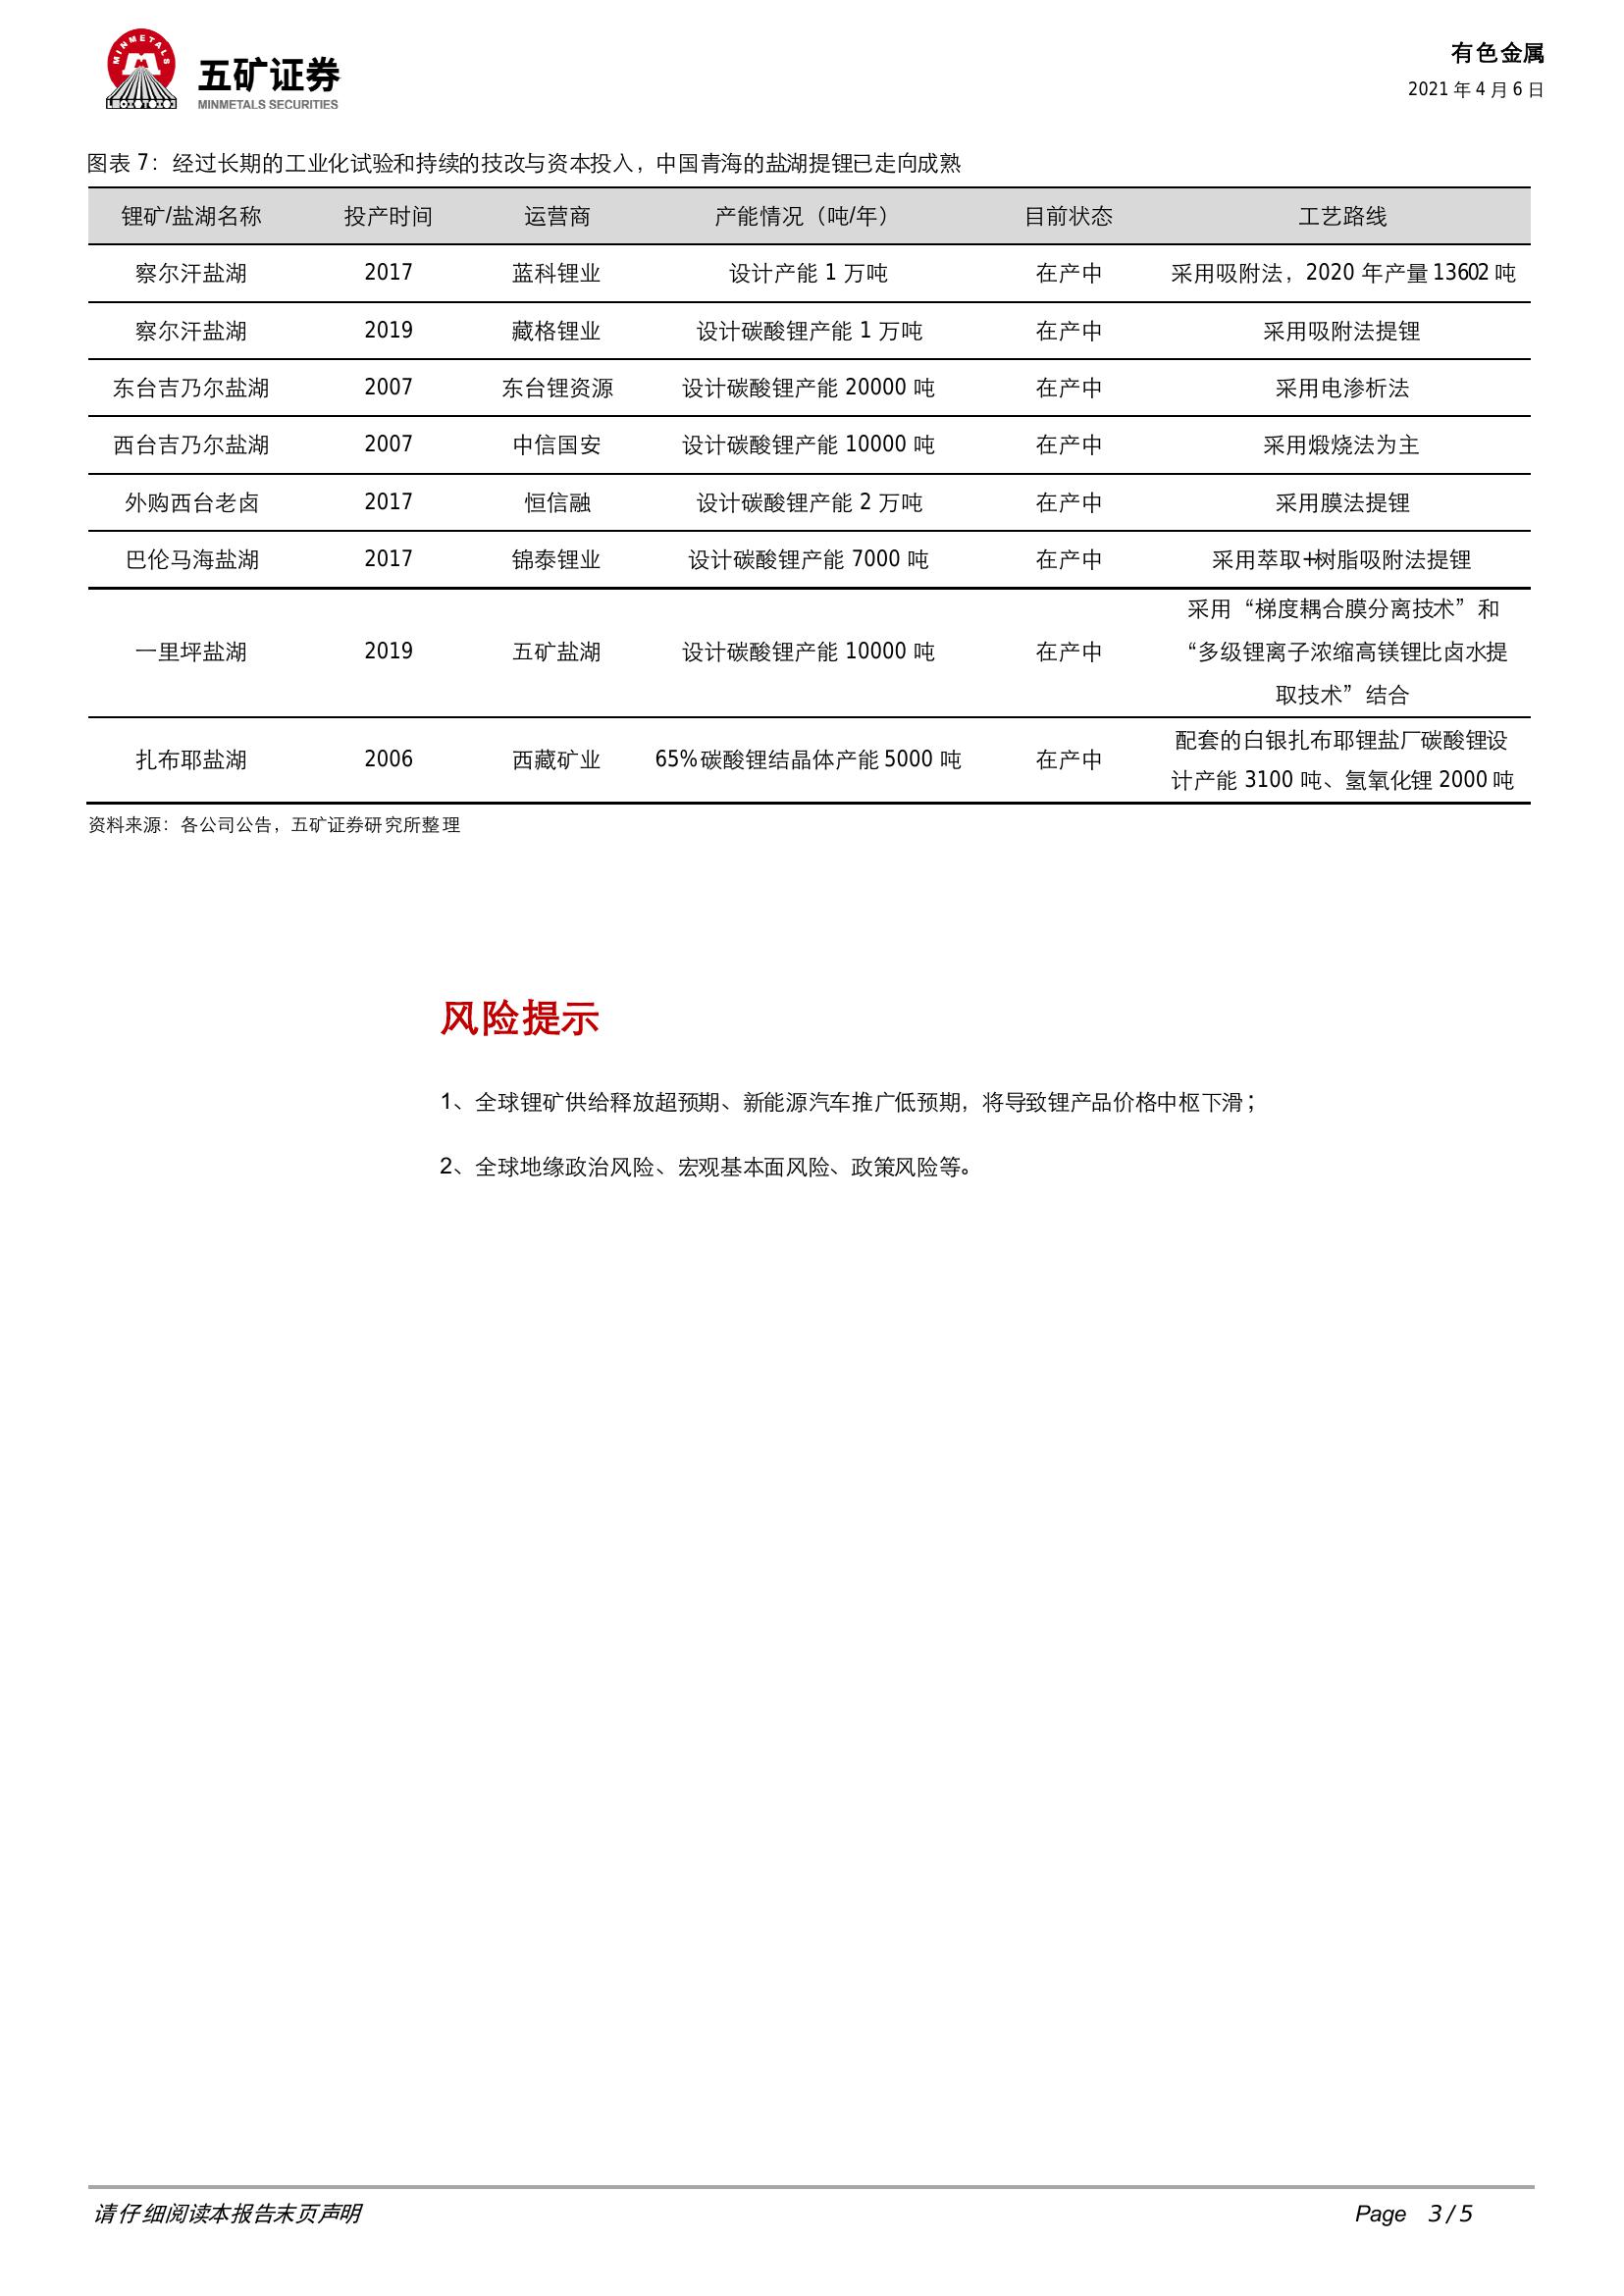 MINMETALS
五矿证券
MINMETALS SECURITIES
有色金属
2021 年 4 月 6 日
图表 7：经过长期的工业化试验和持续的技改与资本投入，中国青海的盐湖提锂已走向成熟
锂矿/盐湖名称 投产时间 运营商 产能情况（吨/年） 目前状态 工艺路线
察尔汗盐湖 2017 蓝科锂业 设计产能 1 万吨 在产中 采用吸附法，2020 年产量 13602 吨
察尔汗盐湖 2019 藏格锂业 设计碳酸锂产能 1 万吨 在产中 采用吸附法提锂
东台吉乃尔盐湖 2007 东台锂资源 设计碳酸锂产能 20000 吨 在产中 采用电渗析法
西台吉乃尔盐湖 2007 中信国安 设计碳酸锂产能 10000 吨 在产中 采用煅烧法为主
外购西台老卤 2017 恒信融 设计碳酸锂产能 2 万吨 在产中 采用膜法提锂
巴伦马海盐湖 2017 锦泰锂业 设计碳酸锂产能 7000 吨 在产中 采用萃取+树脂吸附法提锂
一里坪盐湖 2019 五矿盐湖 设计碳酸锂产能 10000 吨 在产中 采用“梯度耦合膜分离技术”和
“多级锂离子浓缩高镁锂比卤水提
取技术”结合
扎布耶盐湖 2006 西藏矿业 65%碳酸锂结晶体产能 5000 吨 在产中 配套的白银扎布耶锂盐厂碳酸锂设
计产能 3100 吨、氢氧化锂 2000 吨
资料来源：各公司公告，五矿证券研究所整理
风险提示
1、全球锂矿供给释放超预期、新能源汽车推广低预期，将导致锂产品价格中枢下滑；
2、全球地缘政治风险、宏观基本面风险、政策风险等。
请仔细阅读本报告末页声明
Page 3 / 5